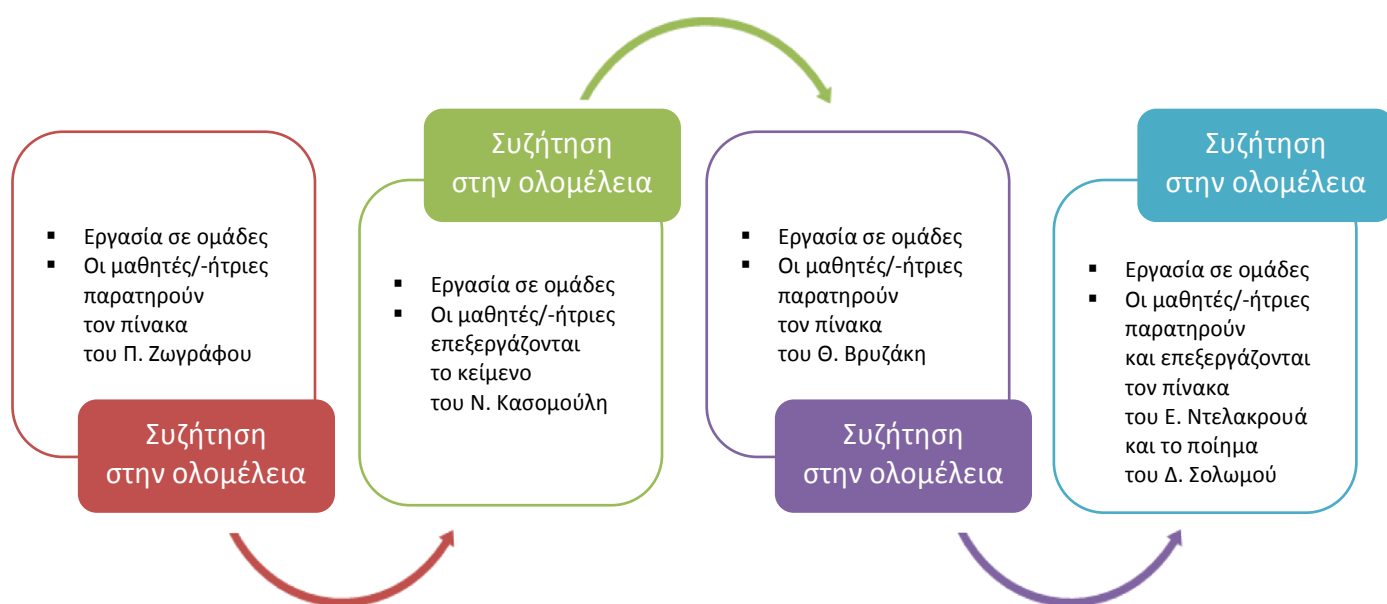 ▪ Εργασία σε ομάδες
▪ Οι μαθητές/-ήτριες
παρατηρούν
τον πίνακα
του Π. Ζωγράφου
Συζήτηση
στην ολομέλεια
Συζήτηση
στην ολομέλεια
▪ Εργασία σε ομάδες
▪ Οι μαθητές/-ήτριες
επεξεργάζονται
το κείμενο
του Ν. Κασομούλη
▪ Εργασία σε ομάδες
▪ Οι μαθητές/-ήτριες
παρατηρούν
τον πίνακα
του Θ. Βρυζάκη
Συζήτηση
στην ολομέλεια
Συζήτηση
στην ολομέλεια
▪ Εργασία σε ομάδες
▪ Οι μαθητές/-ήτριες
παρατηρούν
και επεξεργάζονται
τον πίνακα
του Ε. Ντελακρουά
και το ποίημα
του Δ. Σολωμού